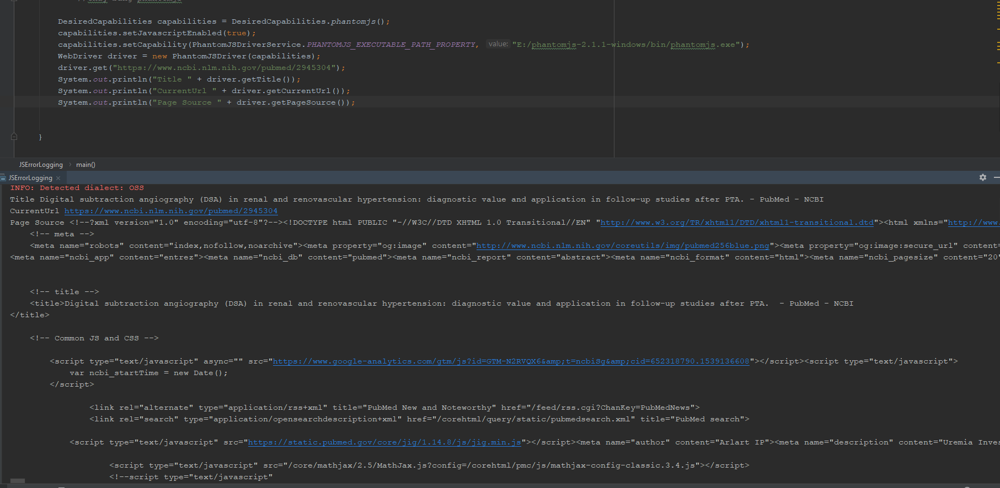 DesiredCapabilities capabilities = DesiredCapabilities.phantomjs();
capabilities.setJavascriptEnabled(true);
capabilities.setCapability(PhantomJSDriverService.PHANTOMJS_EXECUTABLE_PATH_PROPERTY, value: "E:/phantomjs-2.1.1-windows/bin/phantomjs.exe");
WebDriver driver = new PhantomJSDriver(capabilities);
driver.get("https://www.ncbi.nlm.nih.gov/pubmed/2945304");
System.out.println("Title " + driver.getTitle());
System.out.println("CurrentUrl " + driver.getCurrentUrl());
System.out.println("Page Source " + driver.getPageSource());
}
JSErrorLogging › main()
JSErrorLogging ×
INFO: Detected dialect: OSS
Title Digital subtraction angiography (DSA) in renal and renovascular hypertension: diagnostic value and application in follow-up studies after PTA. - PubMed - NCBI
CurrentUrl https://www.ncbi.nlm.nih.gov/pubmed/2945304
Page Source <!--?xml version="1.0" encoding="utf-8"?--><!DOCTYPE html PUBLIC "-//W3C//DTD XHTML 1.0 Transitional//EN" "http://www.w3.org/TR/xhtml1/DTD/xhtml1-transitional.dtd"><html xmlns="http://www.
<!-- meta -->
<meta name="robots" content="index,nofollow,noarchive"><meta property="og:image" content="http://www.ncbi.nlm.nih.gov/coreutils/img/pubmed256blue.png"><meta property="og:image:secure_url" content=
<meta name="ncbi_app" content="entrez"><meta name="ncbi_db" content="pubmed"><meta name="ncbi_report" content="abstract"><meta name="ncbi_format" content="html"><meta name="ncbi_pagesize" content="20"
<!-- title -->
<title>Digital subtraction angiography (DSA) in renal and renovascular hypertension: diagnostic value and application in follow-up studies after PTA.  - PubMed - NCBI
</title>
<!-- Common JS and CSS -->
<script type="text/javascript" async="" src="https://www.google-analytics.com/gtm/js?id=GTM-N2RVQX6&amp;t=ncbiSg&amp;cid=652318790.1539136608"></script><script type="text/javascript">
var ncbi_startTime = new Date();
</script>
<link rel="alternate" type="application/rss+xml" title="PubMed New and Noteworthy" href="/feed/rss.cgi?ChanKey=PubMedNews">
<link rel="search" type="application/opensearchdescription+xml" href="/corehtml/query/static/pubmedsearch.xml" title="PubMed search">
<script type="text/javascript" src="https://static.pubmed.gov/core/jig/1.14.8/js/jig.min.js"></script><meta name="author" content="Arlart IP"><meta name="description" content="Uremia Inves
<script type="text/javascript" src="/core/mathjax/2.5/MathJax.js?config=/corehtml/pmc/js/mathjax-config-classic.3.4.js"></script>
<!--script type="text/javascript"